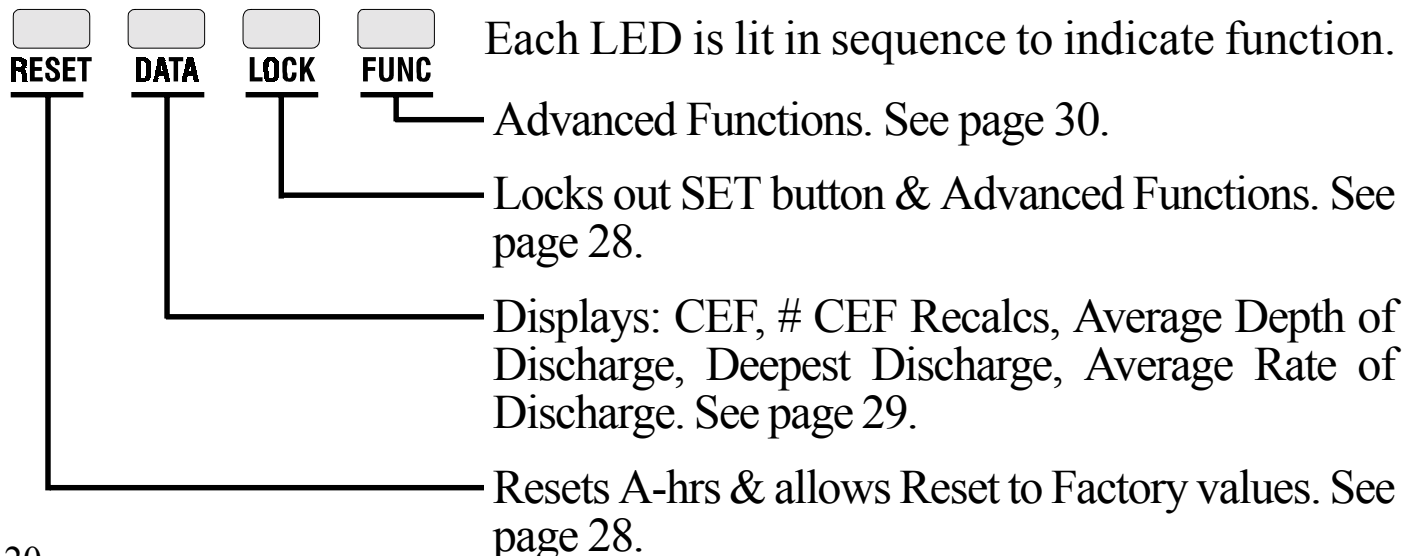 Each LED is lit in sequence to indicate function.
RESET DATA LOCK FUNC
Advanced Functions. See page 30.
Locks out SET button & Advanced Functions. See
page 28.
Displays: CEF, # CEF Recalcs, Average Depth of
Discharge, Deepest Discharge, Average Rate of
Discharge. See page 29.
Resets A-hrs & allows Reset to Factory values. See
page 28.